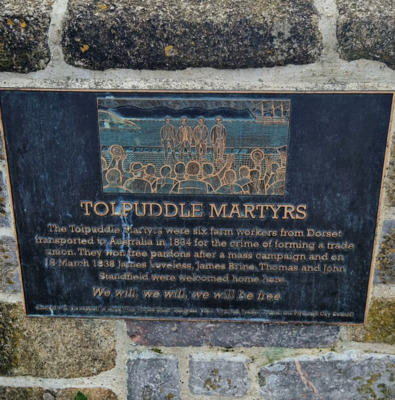 TOLPUDDLE MARTYRS
The Tolpuddle Martyrs were six farm workers from Dorset
transported to Australia in 1834 for the crime of forming a trade
union. They won free pardons after a mass campaign and on
18 March 1838 James Loveless, James Brine, Thomas and John
Standfield were welcomed home here.
We will, we will, we will be free